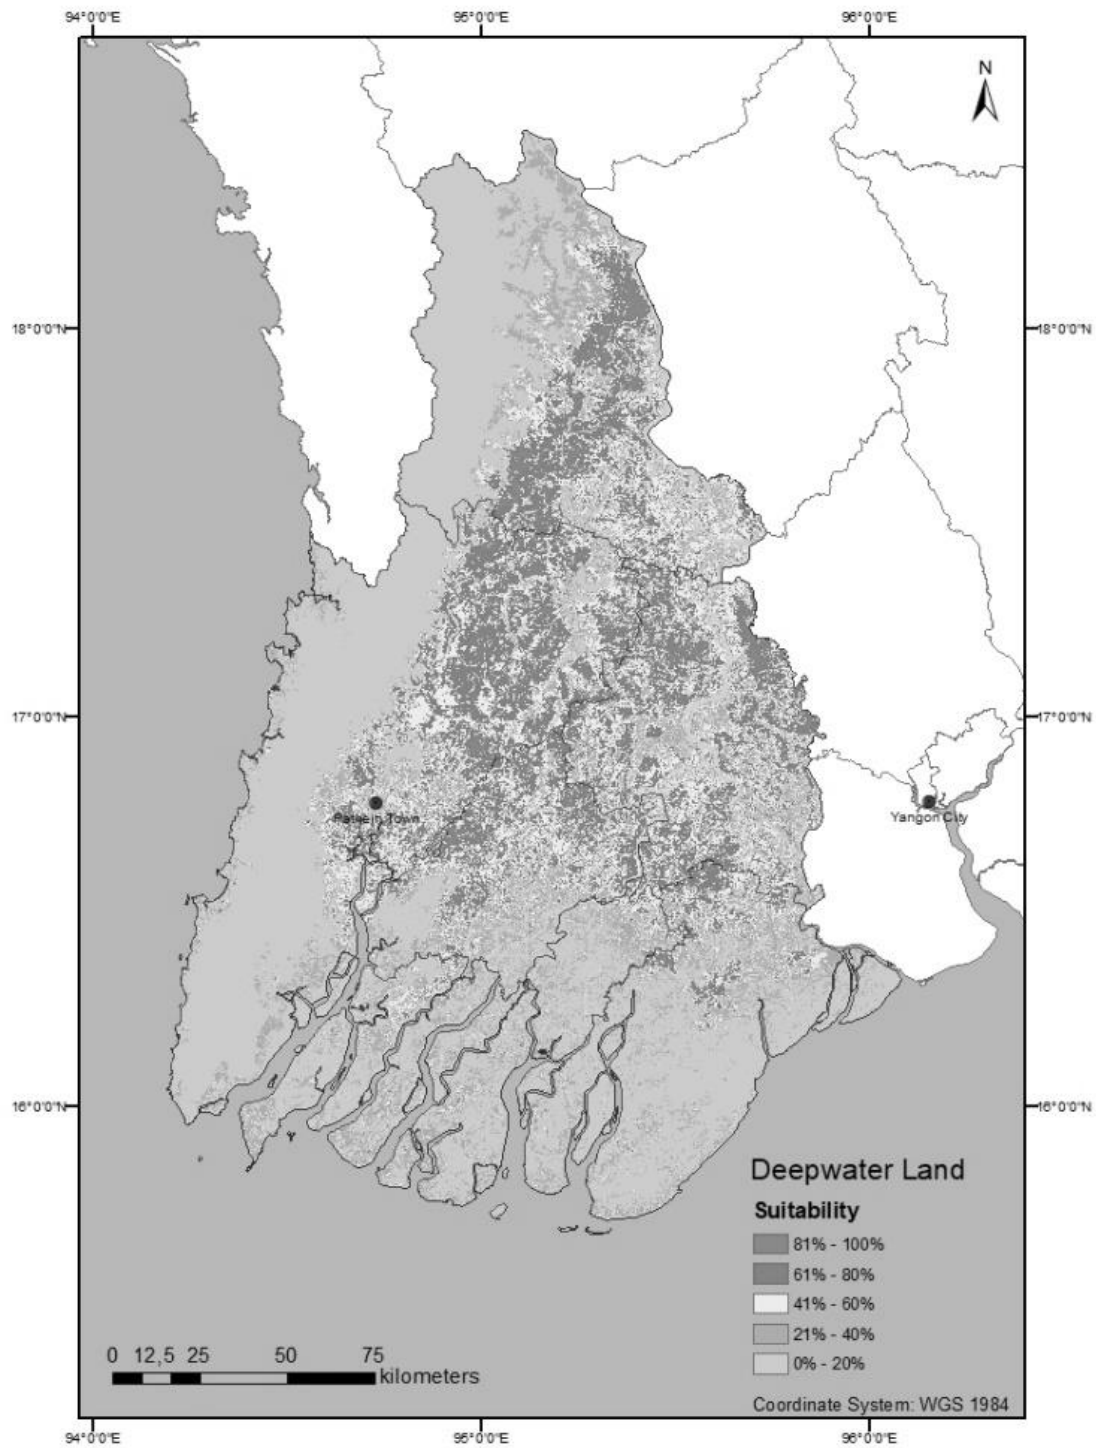 94°0'0"E 95°0'0"E 96°0'0"E
N
18°0'0"N 18°0'0"N
17°0'0"N 17°0'0"N
Pathein Town
Yangon City
16°0'0"N 16°0'0"N
Deepwater Land
Suitability
81% - 100%
61% - 80%
41% - 60%
21% - 40%
0% - 20%
0 12,5 25 50 75
kilometers
Coordinate System: WGS 1984
94°0'0"E 95°0'0"E 96°0'0"E